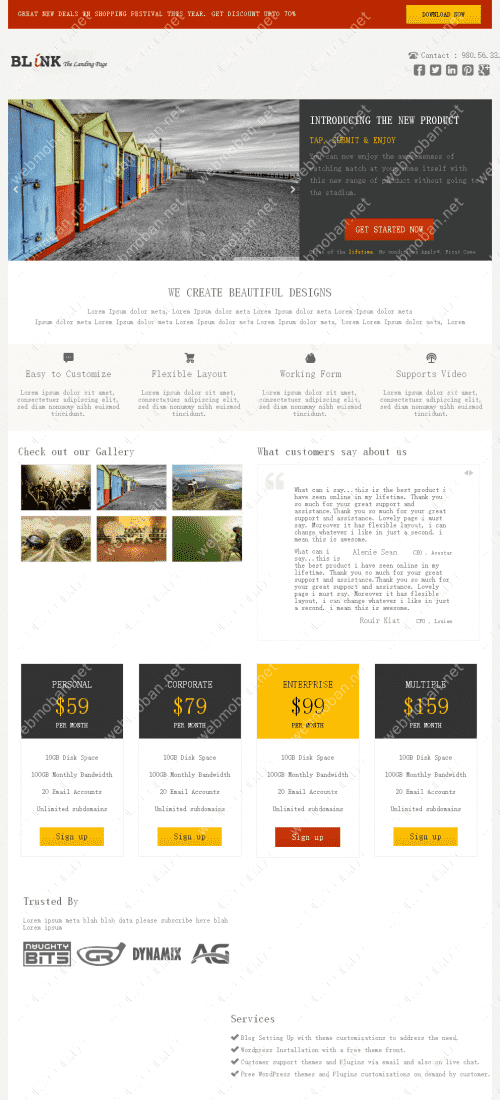 GREAT NEW DEALS ON SHOPPING FESTIVAL THIS YEAR. GET DISCOUNT UPTO 70%
DOWNLOAD NOW
BLiNK The Landing Page
Contact : 980.56.33.
INTRODUCING THE NEW PRODUCT
TAP, SUBMIT & ENJOY
You can now enjoy the awesomeness of
watching match at your home itself with
this new range of product without going to
the stadium.
GET STARTED NOW
of the lifetime. No conditions Apply*. First Come
WE CREATE BEAUTIFUL DESIGNS
Lorem Ipsum dolor meta, Lorem Ipsum dolor meta Lorem Ipsum dolor meta Lorem Ipsum dolor meta
Ipsum dolor meta Lorem Ipsum dolor meta Lorem Ipsum dolor meta Lorem Ipsum dolor meta, Lorem Ipsum dolor meta, Lorem
Easy to Customize
Flexible Layout
Working Form
Supports Video
Lorem ipsum dolor sit amet,
consectetuer adipiscing elit,
sed diam nonummy nibh euismod
tincidunt.
Lorem ipsum dolor sit amet,
consectetuer adipiscing elit,
sed diam nonummy nibh euismod
tincidunt.
Lorem ipsum dolor sit amet,
consectetuer adipiscing elit,
sed diam nonummy nibh euismod
tincidunt.
Lorem ipsum dolor sit amet,
consectetuer adipiscing elit,
sed diam nonummy nibh euismod
tincidunt.
Check out our Gallery
What customers say about us
What can i say...this is the best product i
have seen online in my lifetime. Thank you
so much for your great support and
assistance.Thank you so much for your great
support and assistance. Lovely page i must
say. Moreover it has flexible layout, i can
change whatever i like in just a second. i
mean this is awesome.
Alenie Sean CEO , Avastar
What can i
say...this is
the best product i have seen online in my
lifetime. Thank you so much for your great
support and assistance.Thank you so much for
your great support and assistance. Lovely
page i must say. Moreover it has flexible
layout, i can change whatever i like in just
a second. i mean this is awesome.
Rouir Kiat CFO , Louiee
PERSONAL
$59
PER MONTH
10GB Disk Space
100GB Monthly Bandwidth
20 Email Accounts
Unlimited subdomains
Sign up
CORPORATE
$79
PER MONTH
10GB Disk Space
100GB Monthly Bandwidth
20 Email Accounts
Unlimited subdomains
Sign up
ENTERPRISE
$99
PER MONTH
10GB Disk Space
100GB Monthly Bandwidth
20 Email Accounts
Unlimited subdomains
Sign up
MULTIPLE
$159
PER MONTH
10GB Disk Space
100GB Monthly Bandwidth
20 Email Accounts
Unlimited subdomains
Sign up
Trusted By
Lorem ipsum meta blah blah data please subscribe here blah
Lorem ipsum
NAUGHTY BITS
GR
DYNAMIX
AG
Services
Blog Setting Up with theme customizations to address the need.
Wordpress Installation with a free theme front.
Customer support themes and Plugins via email and also on live chat.
Free WordPress themes and Plugins customizations on demand by customer.
webmoban.net